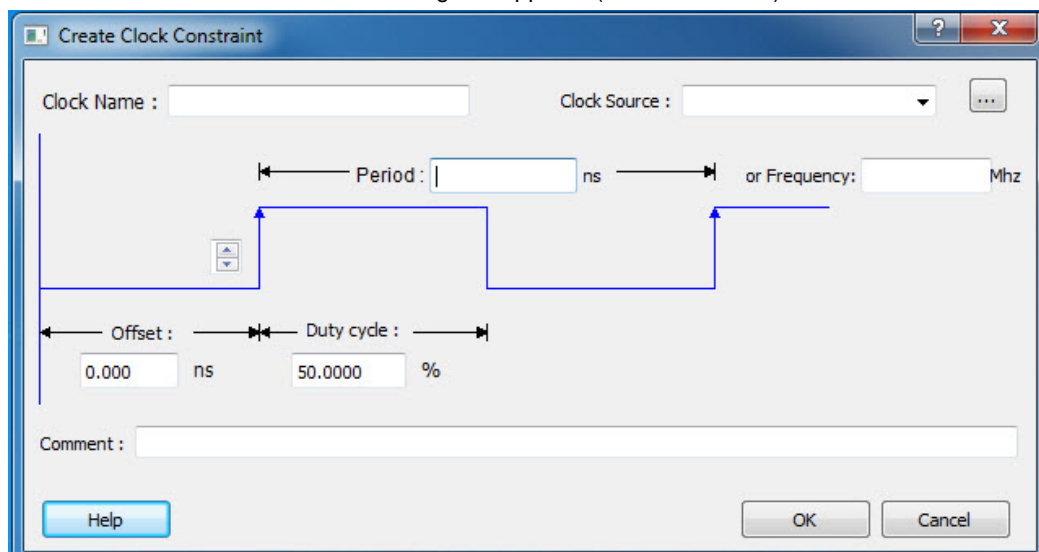 Create Clock Constraint
Clock Name :
Clock Source :
...
Period :
ns
or Frequency:
Mhz
Offset :
Duty cycle :
0.000
ns
50.0000
%
Comment :
Help
OK
Cancel